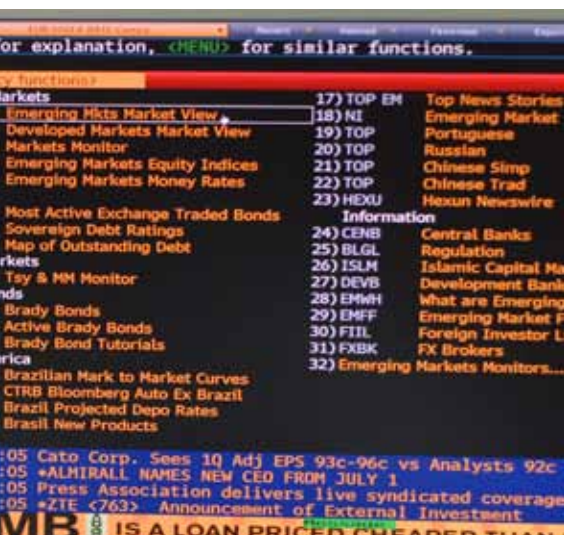 or explanation, <MENU> for similar functions.
y functions>
arkets
Emerging Mkts Market View
Developed Markets Market View
Markets Monitor
Emerging Markets Equity Indices
Emerging Markets Money Rates
Most Active Exchange Traded Bonds
Sovereign Debt Ratings
Map of Outstanding Debt
rkets
Tsy & MM Monitor
nds
Brady Bonds
Active Brady Bonds
Brady Bond Tutorials
rica
Brazilian Mark to Market Curves
CTRB Bloomberg Auto Ex Brazil
Brazil Projected Depo Rates
Brasil New Products
17) TOP EM Top News Stories
18) NI Emerging Market
19) TOP Portuguese
20) TOP Russian
21) TOP Chinese Simp
22) TOP Chinese Trad
23) HEXU Hexun Newswire
Information
24) CENB Central Banks
25) BLGL Regulation
26) ISLM Islamic Capital Ma
27) DEVB Development Bank
28) EMWH What are Emerging
29) EMFF Emerging Market F
30) FIIL Foreign Investor L
31) FXBK FX Brokers
32) Emerging Markets Monitors...
:05 Cato Corp. Sees 1Q Adj EPS 93c-96c vs Analysts 92c
:05 *ALMIRALL NAMES NEW CEO FROM JULY 1
:05 Press Association delivers live syndicated coverage
:05 *ZTE <763> Announcement of External Investment
MB IS A LOAN PRICED CHEAPER THAN